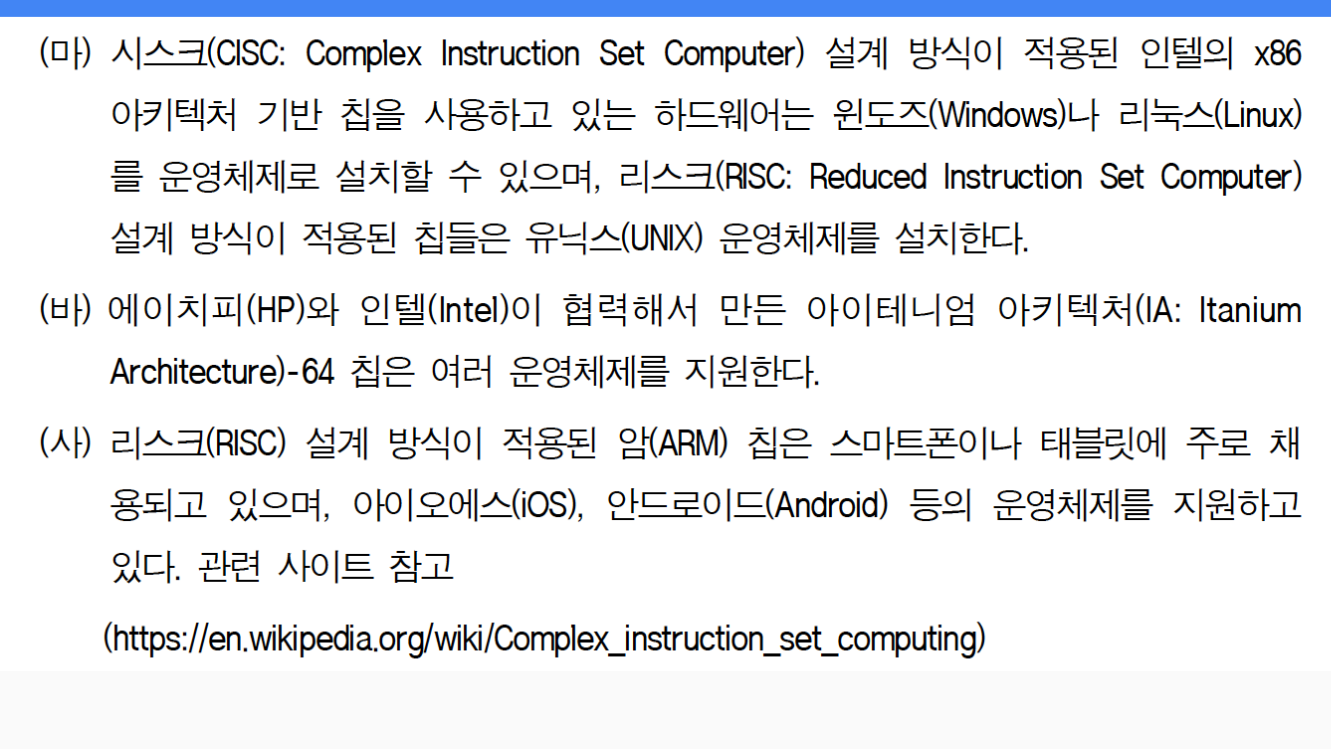 (마) 시스크(CISC: Complex Instruction Set Computer) 설계 방식이 적용된 인텔의 x86
아키텍처 기반 칩을 사용하고 있는 하드웨어는 윈도즈(Windows)나 리눅스(Linux)
를 운영체제로 설치할 수 있으며, 리스크(RISC: Reduced Instruction Set Computer)
설계 방식이 적용된 칩들은 유닉스(UNIX) 운영체제를 설치한다.
(바) 에이치피(HP)와 인텔(Intel)이 협력해서 만든 아이테니엄 아키텍처(IA: Itanium
Architecture)-64 칩은 여러 운영체제를 지원한다.
(사) 리스크(RISC) 설계 방식이 적용된 암(ARM) 칩은 스마트폰이나 태블릿에 주로 채
용되고 있으며, 아이오에스(iOS), 안드로이드(Android) 등의 운영체제를 지원하고
있다. 관련 사이트 참고
(https://en.wikipedia.org/wiki/Complex_instruction_set_computing)